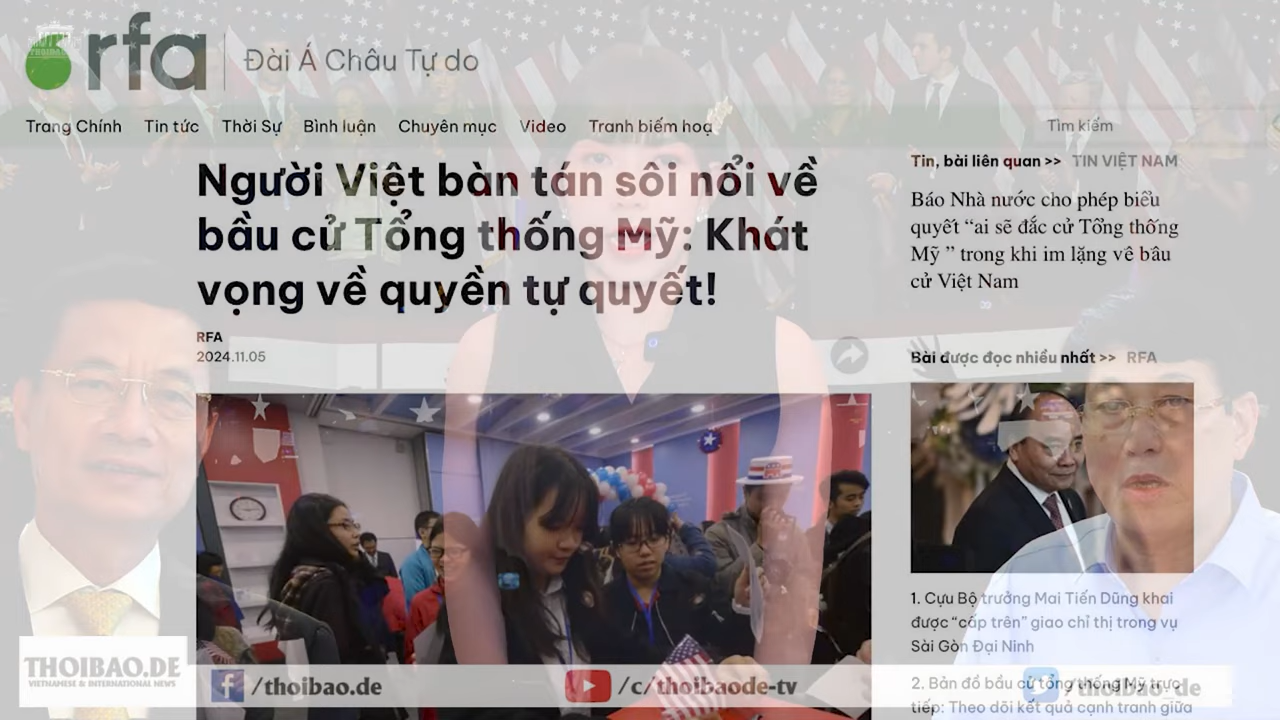 rfa Đài Á Châu Tự do
Trang Chính Tin tức Thời Sự Bình luận Chuyên mục Video Tranh biếm hoạ Tìm kiếm
Người Việt bàn tán sôi nổi về
bầu cử Tổng thống Mỹ: Khát
vọng về quyền tự quyết!
RFA
2024.11.05
Tin, bài liên quan >> TIN VIỆT NAM
Báo Nhà nước cho phép biểu
quyết “ai sẽ đắc cử Tổng thống
Mỹ ” trong khi im lặng về bầu
cử Việt Nam
Bài được đọc nhiều nhất >> RFA
1. Cựu Bộ trưởng Mai Tiến Dũng khai
được “cấp trên” giao chỉ thị trong vụ
Sài Gòn Đại Ninh
2. Bản đồ bầu cử tổng thống Mỹ trực
tiếp: Theo dõi kết quả cạnh tranh giữa
THOIBAO.DE
VIETNAMESE & INTERNATIONAL NEWS
/thoibao.de
/c/thoibaode-tv
/thoibao_de